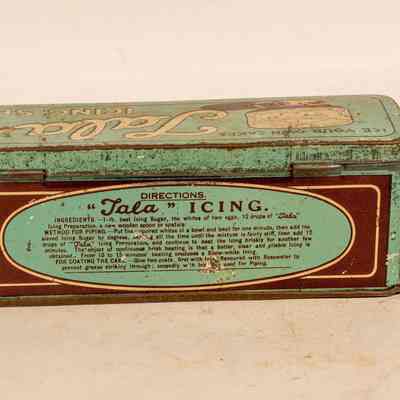 ICE YOUR OWN CAKES
Tala
ICING SE
DIRECTIONS.
"Tala" ICING.
INGREDIENTS:- 1-lb. best Icing Sugar, the whites of two eggs, 12 drops of "Tala"
Icing Preparation, a new wooden spoon or spatula.
METHOD FOR PIPING.- Put the required whites in a bowl and beat for one minute, then add the
sieved Icing Sugar by degrees, all the time until the mixture is fairly stiff, then add 12
drops of "Tala" Icing Preparation, and continue to beat the Icing briskly for another few
minutes. The object of continuous brisk beating is that a better, clear and pliable Icing is
obtained. From 10 to 15 minutes' beating produces a Snow-white Icing.
FOR COATING THE CAKE.- Give two coats, first with Icing flavoured with Rosewater to
prevent grease striking through; secondly with Icing used for Piping.